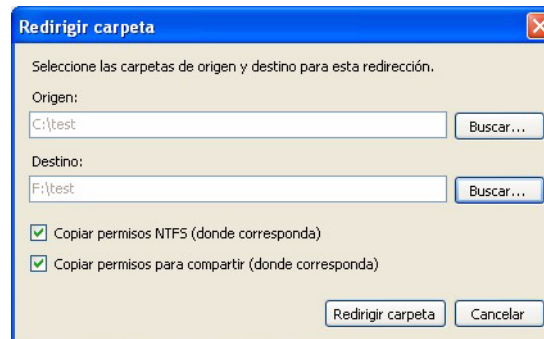 Redirigir carpeta
Seleccione las carpetas de origen y destino para esta redirección.
Origen:
C:\test
Buscar...
Destino:
F:\test
Buscar...
Copiar permisos NTFS (donde corresponda)
Copiar permisos para compartir (donde corresponda)
Redirigir carpeta Cancelar